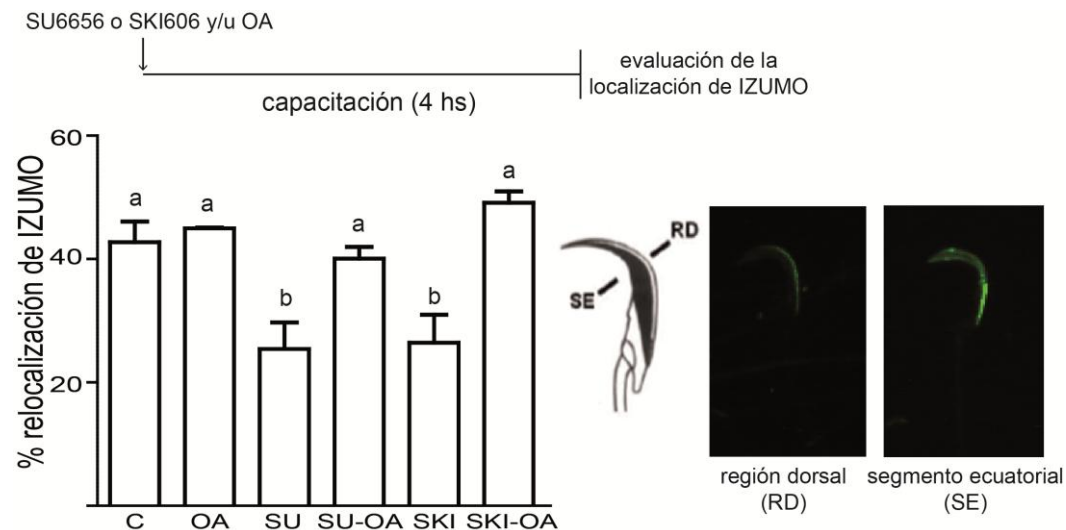 SU6656 o SKI606 y/u OA
evaluación de la
localización de IZUMO
capacitación (4 hs)
% relocalización de IZUMO
60
40
20
a
a
b
a
b
a
C OA SU SU-OA SKI SKI-OA
RD
SE
región dorsal
(RD)
segmento ecuatorial
(SE)